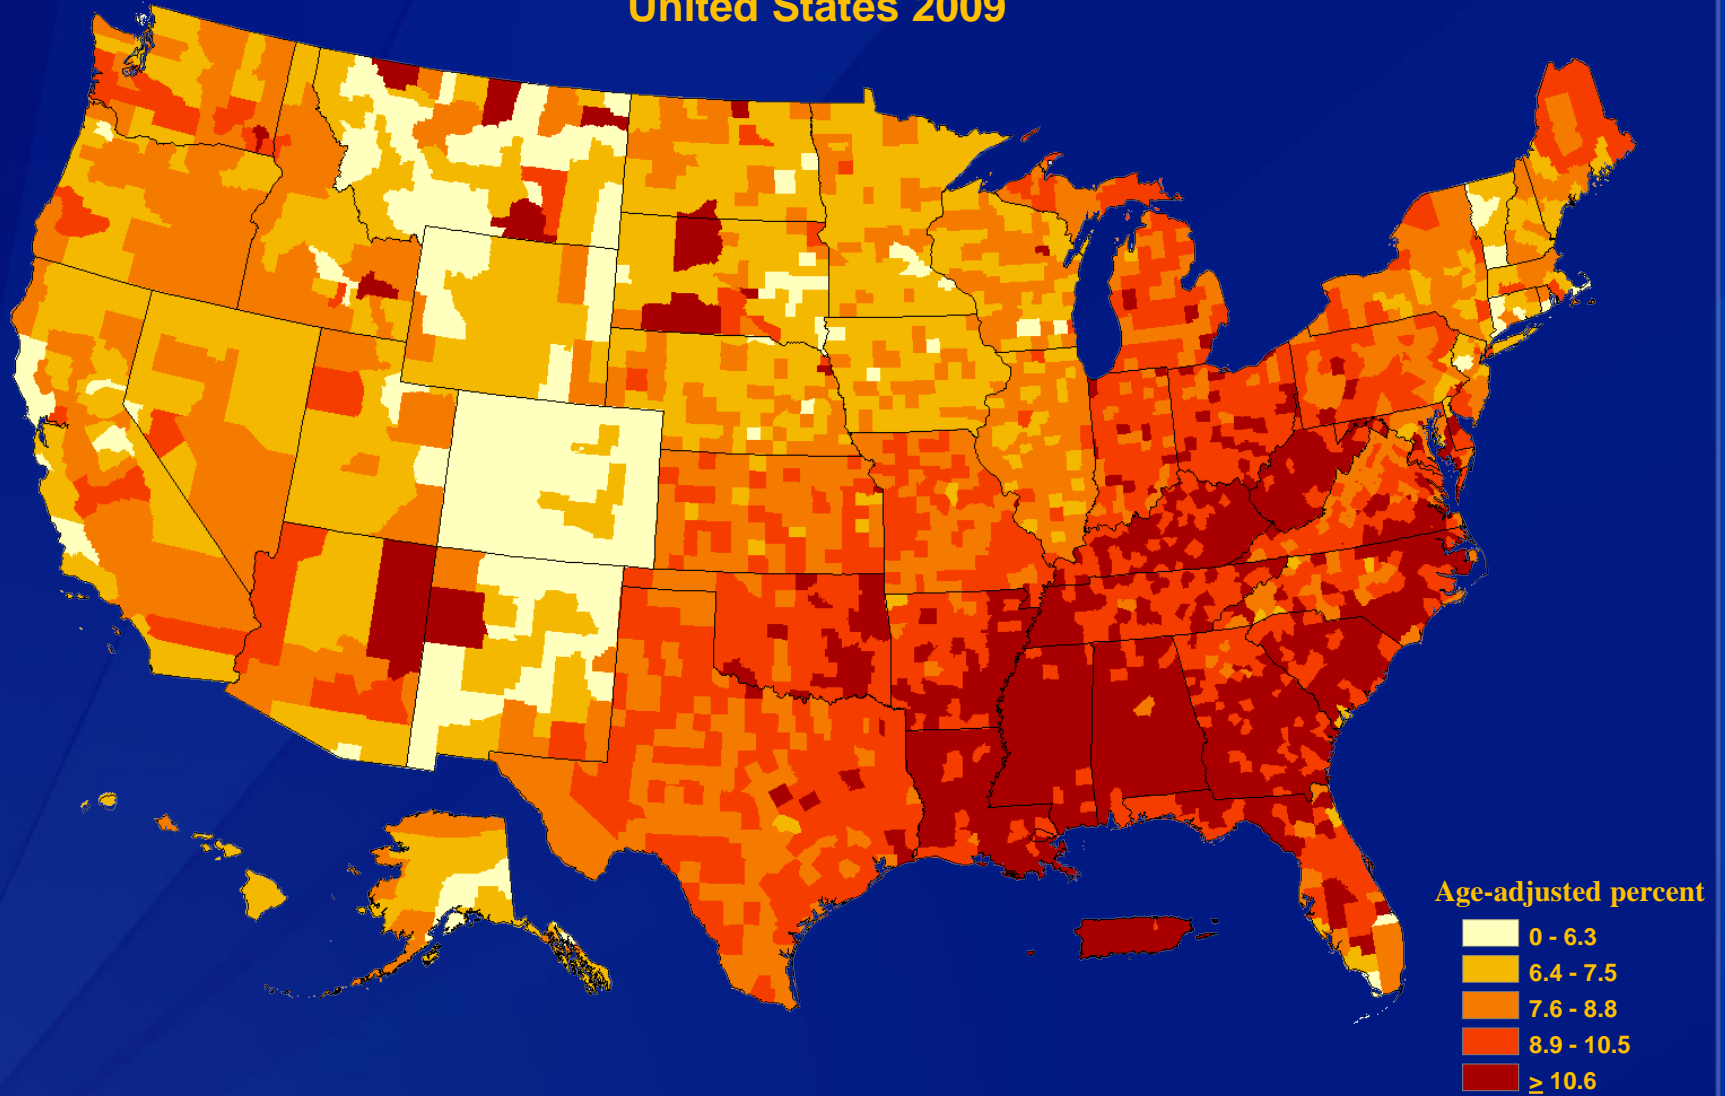 United States 2009
Age-adjusted percent
0 - 6.3
6.4 - 7.5
7.6 - 8.8
8.9 - 10.5
≥ 10.6